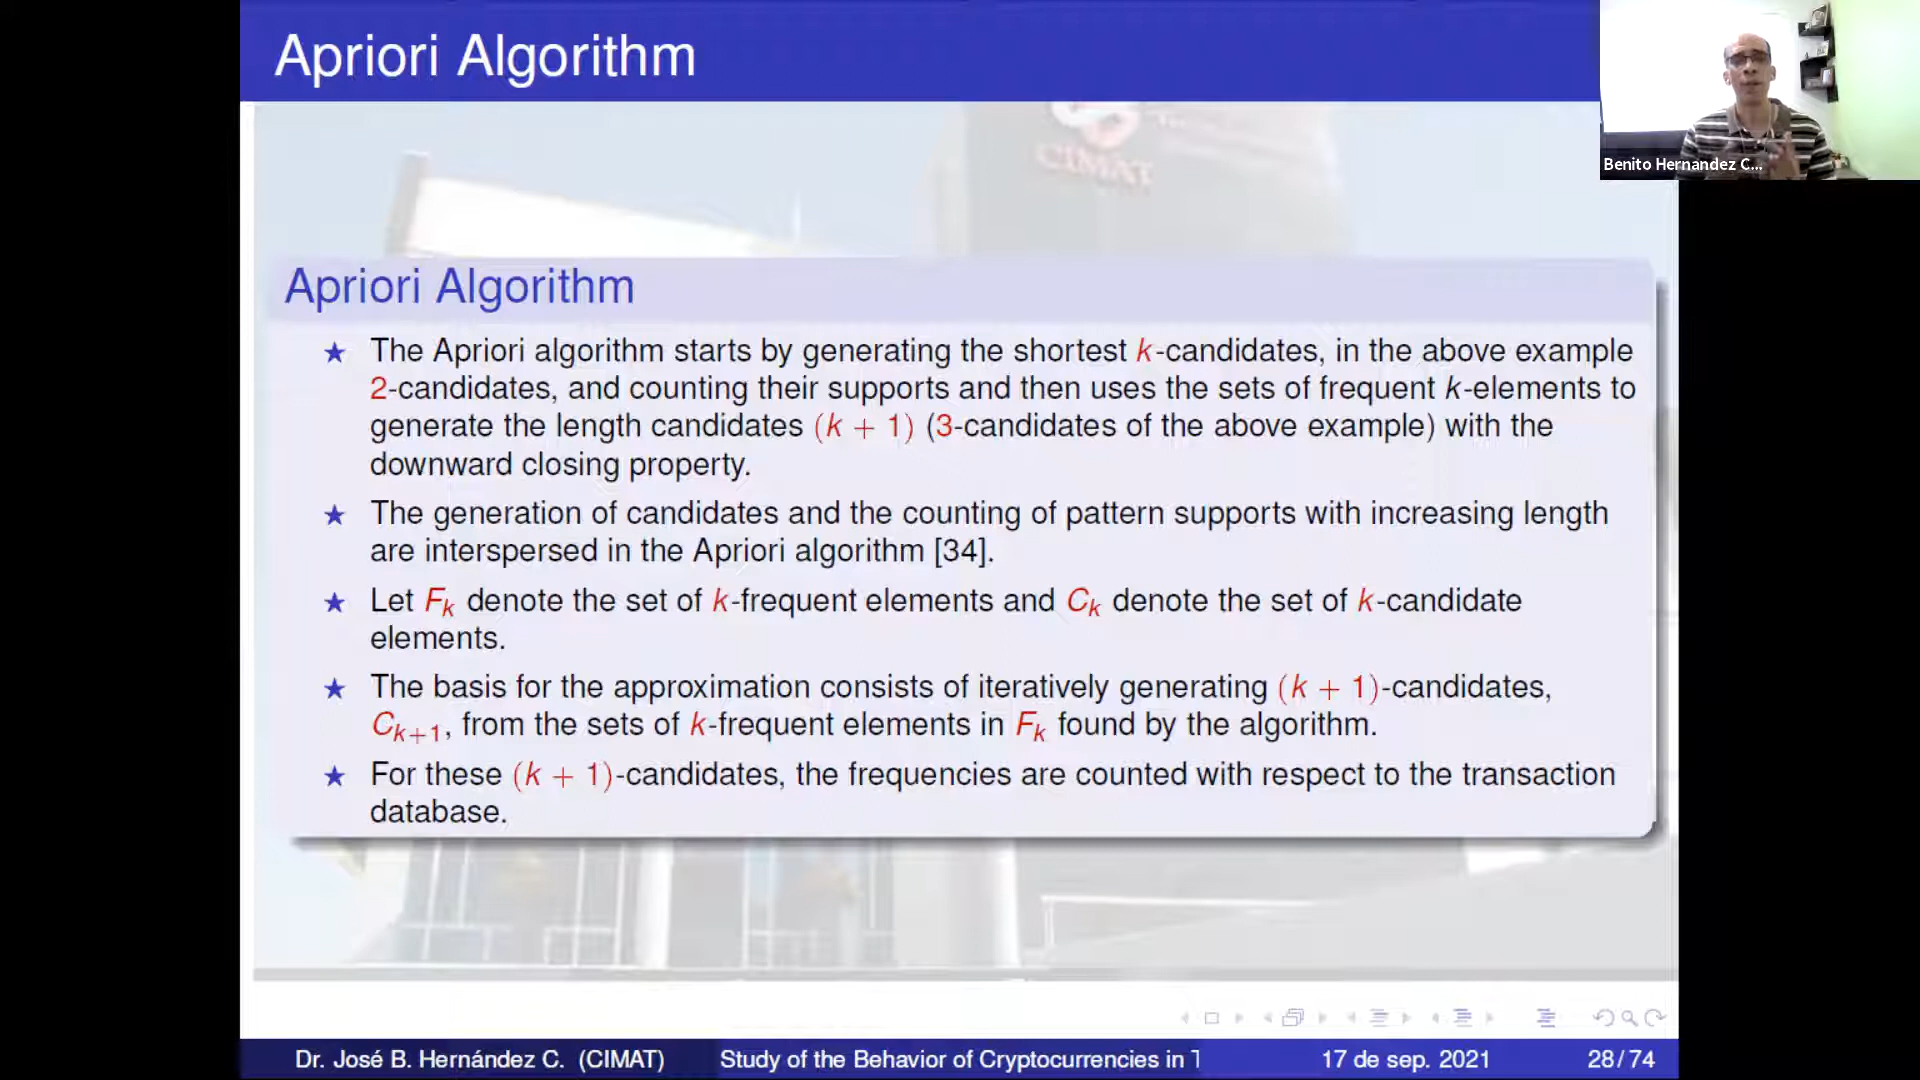 Apriori Algorithm
Benito Hernandez C...
CIMAT
Apriori Algorithm
★ The Apriori algorithm starts by generating the shortest k-candidates, in the above example
2-candidates, and counting their supports and then uses the sets of frequent k-elements to
generate the length candidates (k + 1) (3-candidates of the above example) with the
downward closing property.
★ The generation of candidates and the counting of pattern supports with increasing length
are interspersed in the Apriori algorithm [34].
★ Let Fk denote the set of k-frequent elements and Ck denote the set of k-candidate
elements.
★ The basis for the approximation consists of iteratively generating (k + 1)-candidates,
Ck+1, from the sets of k-frequent elements in Fk found by the algorithm.
★ For these (k + 1)-candidates, the frequencies are counted with respect to the transaction
database.
Dr. José B. Hernández C. (CIMAT) Study of the Behavior of Cryptocurrencies in T 17 de sep. 2021 28/74